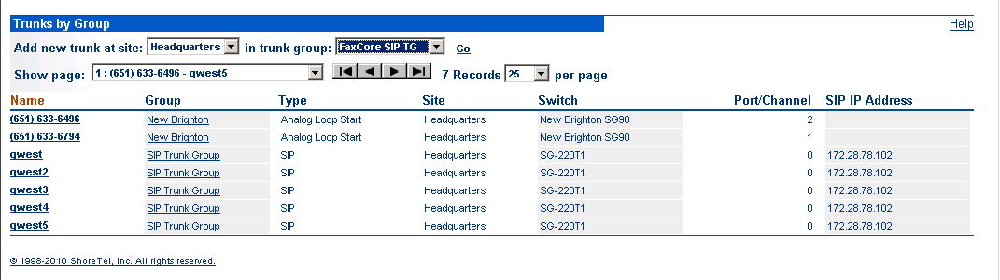 Trunks by Group
Help
Add new trunk at site: Headquarters in trunk group: FaxCore SIP TG Go
Show page: 1 : (651) 633-6496 - qwest5 7 Records 25 per page
Name Group Type Site Switch Port/Channel SIP IP Address
(651) 633-6496 New Brighton Analog Loop Start Headquarters New Brighton SG90 2
(651) 633-6794 New Brighton Analog Loop Start Headquarters New Brighton SG90 1
qwest SIP Trunk Group SIP Headquarters SG-220T1 0 172.28.78.102
qwest2 SIP Trunk Group SIP Headquarters SG-220T1 0 172.28.78.102
qwest3 SIP Trunk Group SIP Headquarters SG-220T1 0 172.28.78.102
qwest4 SIP Trunk Group SIP Headquarters SG-220T1 0 172.28.78.102
qwest5 SIP Trunk Group SIP Headquarters SG-220T1 0 172.28.78.102
© 1998-2010 ShoreTel, Inc. All rights reserved.